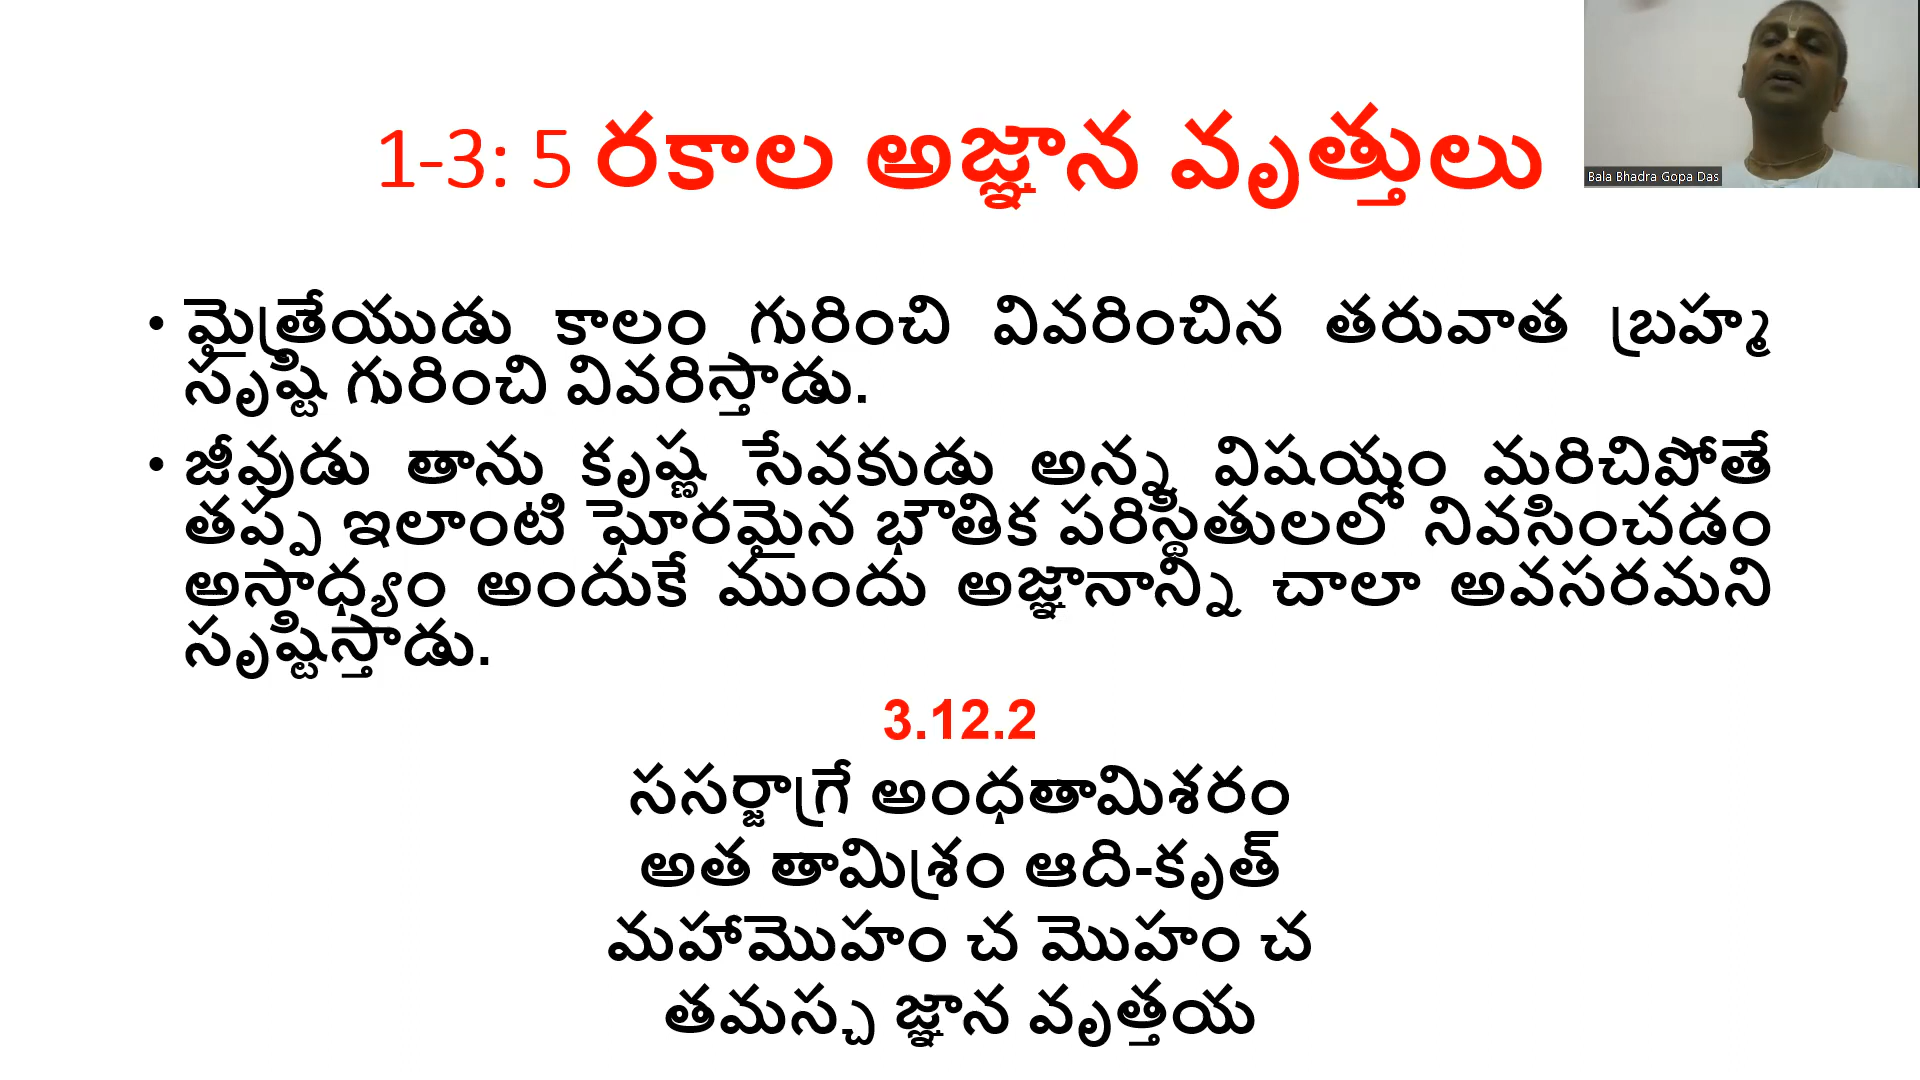 1-3: 5 రకాల అజ్ఞాన వృత్తులు
Bala Bhadra Gopa Das
• మైత్రేయుడు కాలం గురించి వివరించిన తరువాత బ్రహ్మ
సృష్టి గురించి వివరిస్తాడు.
• జీవుడు తాను కృష్ణ సేవకుడు అన్న విషయం మరిచిపోతే
తప్ప ఇలాంటి ఘోరమైన భౌతిక పరిస్థితులలో నివసించడం
అసాధ్యం అందుకే ముందు అజ్ఞానాన్ని చాలా అవసరమని
సృష్టిస్తాడు.
3.12.2
ససర్జాగ్రే అంధతామిశరం
అత తామిశ్రం ఆది-కృత్
మహామొహం చ మొహం చ
తమస్చ జ్ఞాన వృత్తయ